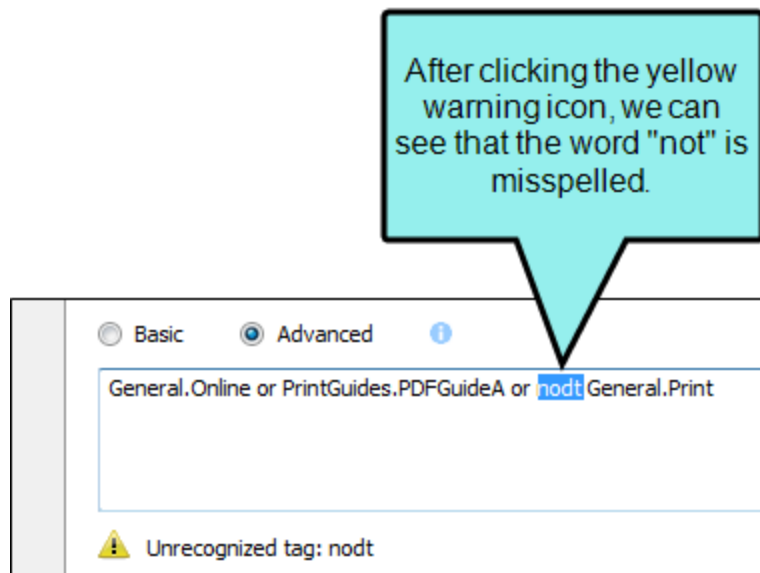 After clicking the yellow
warning icon, we can
see that the word "not" is
misspelled.
Basic Advanced
General.Online or PrintGuides.PDFGuideA or nodt General.Print
Unrecognized tag: nodt